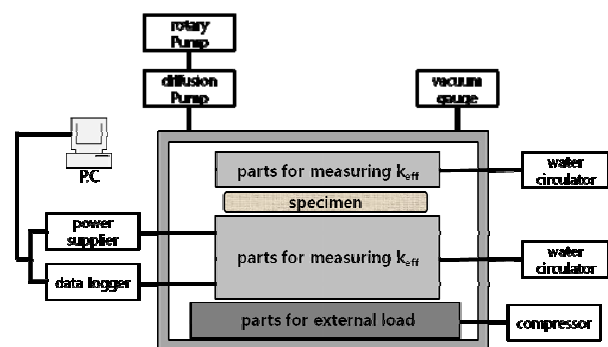 rotary
Pump
diffusion
Pump
vacuum
gauge
P.C
parts for measuring keff
water
circulator
specimen
power
supplier
parts for measuring keff
water
circulator
data logger
parts for external load
compressor